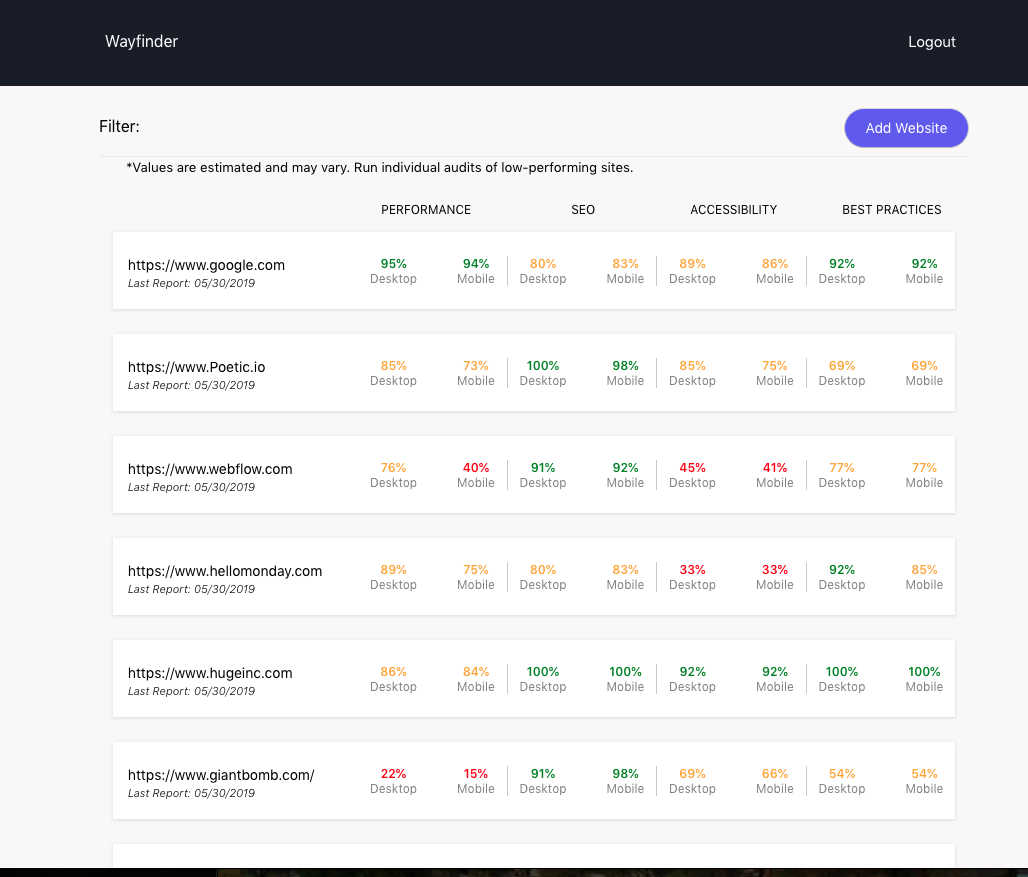 Wayfinder Logout
Filter: Add Website
*Values are estimated and may vary. Run individual audits of low-performing sites.
PERFORMANCE SEO ACCESSIBILITY BEST PRACTICES
https://www.google.com 95% 94% 80% 83% 89% 86% 92% 92%
Last Report: 05/30/2019 Desktop Mobile Desktop Mobile Desktop Mobile Desktop Mobile
https://www.Poetic.io 85% 73% 100% 98% 85% 75% 69% 69%
Last Report: 05/30/2019 Desktop Mobile Desktop Mobile Desktop Mobile Desktop Mobile
https://www.webflow.com 76% 40% 91% 92% 45% 41% 77% 77%
Last Report: 05/30/2019 Desktop Mobile Desktop Mobile Desktop Mobile Desktop Mobile
https://www.hellomonday.com 89% 75% 80% 83% 33% 33% 92% 85%
Last Report: 05/30/2019 Desktop Mobile Desktop Mobile Desktop Mobile Desktop Mobile
https://www.hugeinc.com 86% 84% 100% 100% 92% 92% 100% 100%
Last Report: 05/30/2019 Desktop Mobile Desktop Mobile Desktop Mobile Desktop Mobile
https://www.giantbomb.com/ 22% 15% 91% 98% 69% 66% 54% 54%
Last Report: 05/30/2019 Desktop Mobile Desktop Mobile Desktop Mobile Desktop Mobile